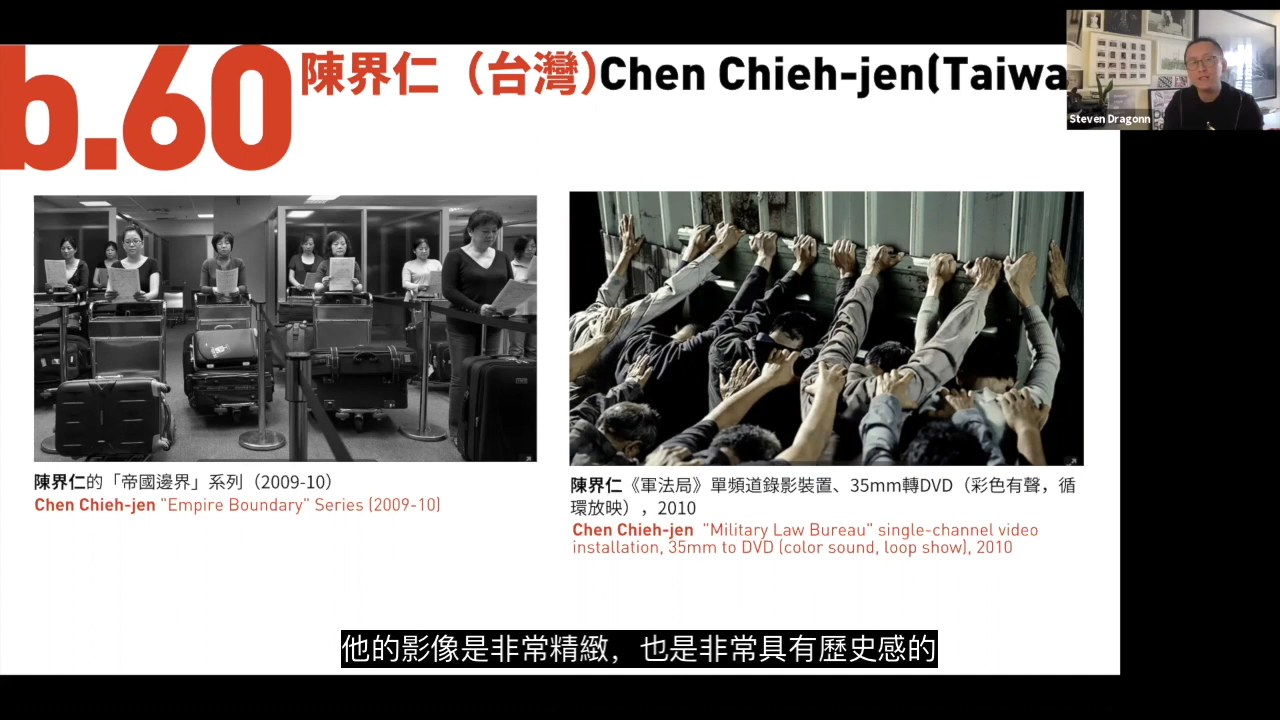 b.60
陳界仁（台灣）Chen Chieh-jen(Taiwa
Steven Dragonn
陳界仁的「帝國邊界」系列（2009-10）
Chen Chieh-jen "Empire Boundary" Series (2009-10)
陳界仁《軍法局》單頻道錄影裝置、35mm轉DVD（彩色有聲，循
環放映），2010
Chen Chieh-jen "Military Law Bureau" single-channel video
installation, 35mm to DVD (color sound, loop show), 2010
他的影像是非常精緻，也是非常具有歷史感的